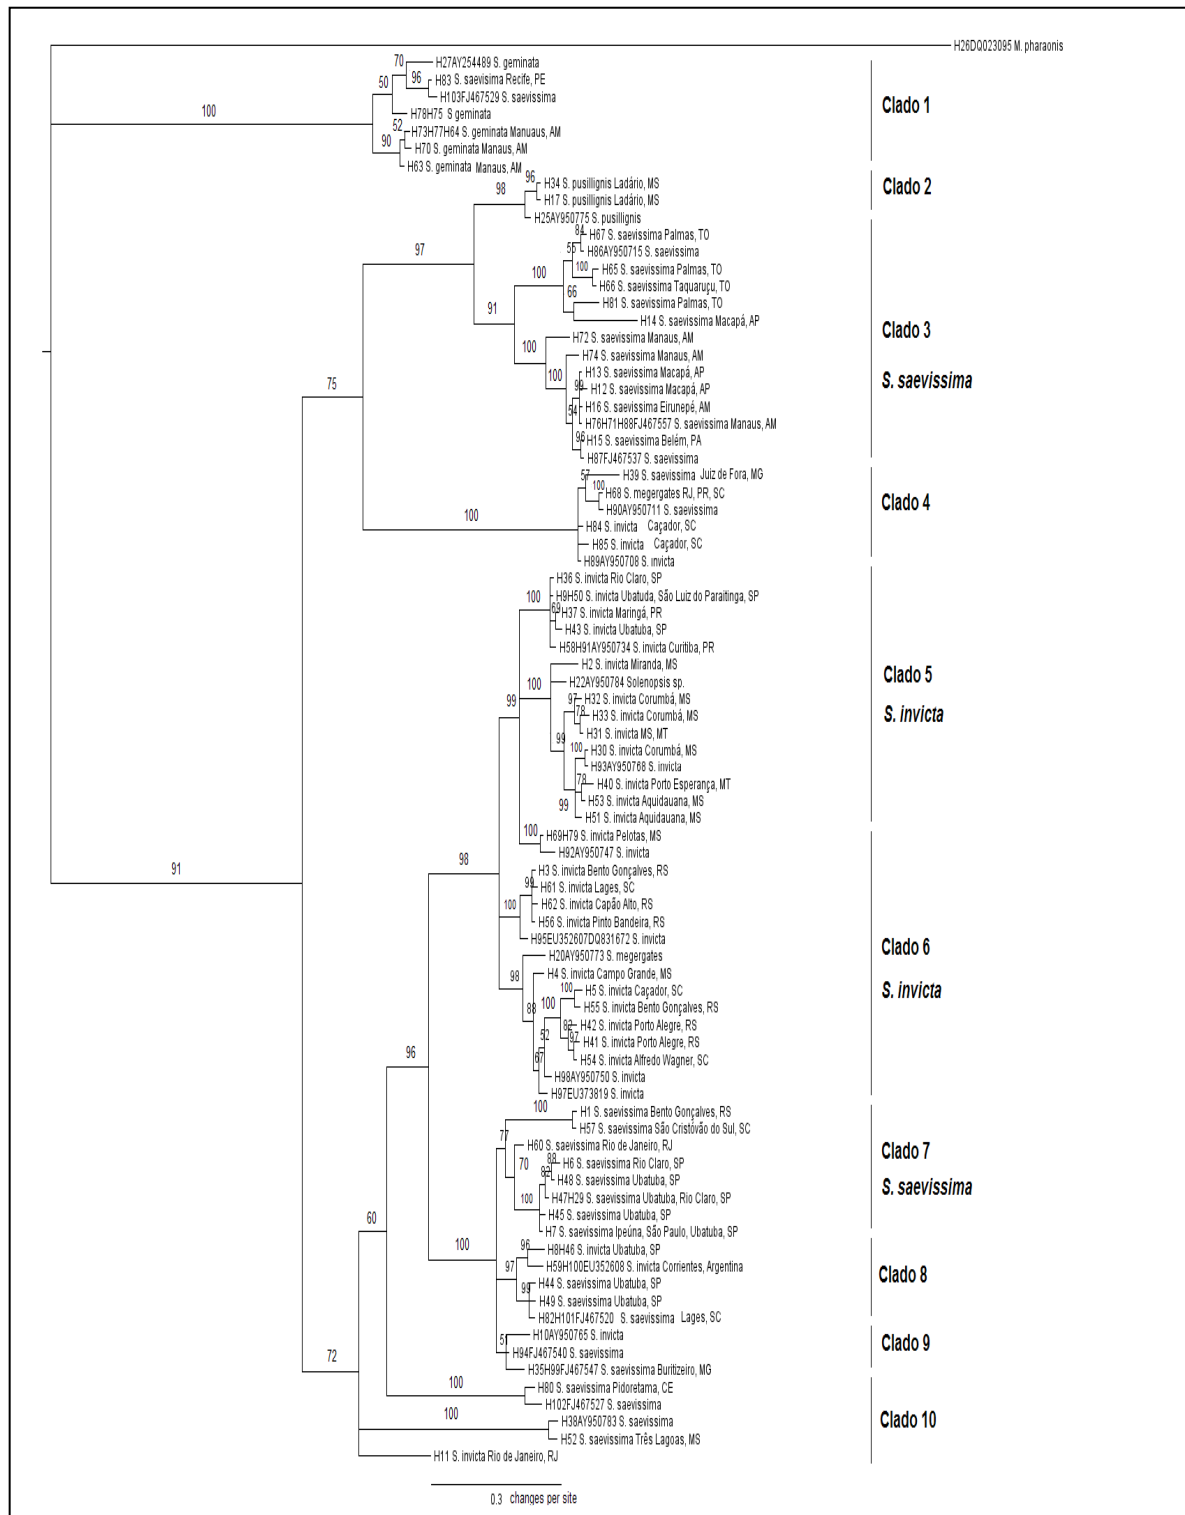 H26DQ023095 M. pharaonis
70
H27AY254489 S. geminata
96
H83 S. saevisima Recife, PE
50
H103FJ467529 S. saevissima
Clado 1
100
H78H75 S geminata
52
H73H77H64 S. geminata Manuaus, AM
90
H70 S. geminata Manaus, AM
H63 S. geminata Manaus, AM
96
H34 S. pusillignis Ladário, MS
Clado 2
98
H17 S. pusillignis Ladário, MS
H25AY950775 S. pusillignis
84
H67 S. saevissima Palmas, TO
55
H86AY950715 S. saevissima
97
100
100
H65 S. saevissima Palmas, TO
H66 S. saevissima Taquaruçu, TO
66
H81 S. saevissima Palmas, TO
91
H14 S. saevissima Macapá, AP
Clado 3
100
H72 S. saevissima Manaus, AM
H74 S. saevissima Manaus, AM
100
H13 S. saevissima Macapá, AP
S. saevissima
75
99
H12 S. saevissima Macapá, AP
54
H16 S. saevissima Eirunepé, AM
H76H71H88FJ467557 S. saevissima Manaus, AM
96
H15 S. saevissima Belém, PA
H87FJ467537 S. saevissima
57
H39 S. saevissima Juiz de Fora, MG
100
H68 S. megergates RJ, PR, SC
Clado 4
H90AY950711 S. saevissima
100
H84 S. invicta Caçador, SC
H85 S. invicta Caçador, SC
H89AY950708 S. invicta
H36 S. invicta Rio Claro, SP
100
H9H50 S. invicta Ubatuda, São Luiz do Paraitinga, SP
69
H37 S. invicta Maringá, PR
H43 S. invicta Ubatuba, SP
H58H91AY950734 S. invicta Curitiba, PR
H2 S. invicta Miranda, MS
Clado 5
100
H22AY950784 Solenopsis sp.
99
97
H32 S. invicta Corumbá, MS
78
H33 S. invicta Corumbá, MS
S. invicta
H31 S. invicta MS, MT
99
100
H30 S. invicta Corumbá, MS
H93AY950768 S. invicta
78
H40 S. invicta Porto Esperança, MT
99
H53 S. invicta Aquidauana, MS
H51 S. invicta Aquidauana, MS
100
H69H79 S. invicta Pelotas, MS
H92AY950747 S. invicta
98
91
H3 S. invicta Bento Gonçalves, RS
99
H61 S. invicta Lages, SC
100
H62 S. invicta Capão Alto, RS
H56 S. invicta Pinto Bandeira, RS
H95EU352607DQ831672 S. invicta
Clado 6
H20AY950773 S. megergates
98
H4 S. invicta Campo Grande, MS
100
H5 S. invicta Caçador, SC
S. invicta
88
100
H55 S. invicta Bento Gonçalves, RS
82
H42 S. invicta Porto Alegre, RS
52
97
H41 S. invicta Porto Alegre, RS
96
67
H54 S. invicta Alfredo Wagner, SC
H98AY950750 S. invicta
H97EU373819 S. invicta
100
H1 S. saevissima Bento Gonçalves, RS
H57 S. saevissima São Cristóvão do Sul, SC
77
H60 S. saevissima Rio de Janeiro, RJ
Clado 7
70
88
H6 S. saevissima Rio Claro, SP
82
H48 S. saevissima Ubatuba, SP
S. saevissima
100
H47H29 S. saevissima Ubatuba, Rio Claro, SP
H45 S. saevissima Ubatuba, SP
60
H7 S. saevissima Ipeúna, São Paulo, Ubatuba, SP
100
96
H8H46 S. invicta Ubatuba, SP
97
H59H100EU352608 S. invicta Corrientes, Argentina
Clado 8
99
H44 S. saevissima Ubatuba, SP
H49 S. saevissima Ubatuba, SP
H82H101FJ467520 S. saevissima Lages, SC
51
H10AY950765 S. invicta
Clado 9
H94FJ467540 S. saevissima
72
H35H99FJ467547 S. saevissima Buritizeiro, MG
100
H80 S. saevissima Pidoretama, CE
H102FJ467527 S. saevissima
100
H38AY950783 S. saevissima
Clado 10
H52 S. saevissima Três Lagoas, MS
H11 S. invicta Rio de Janeiro, RJ
0.3 changes per site